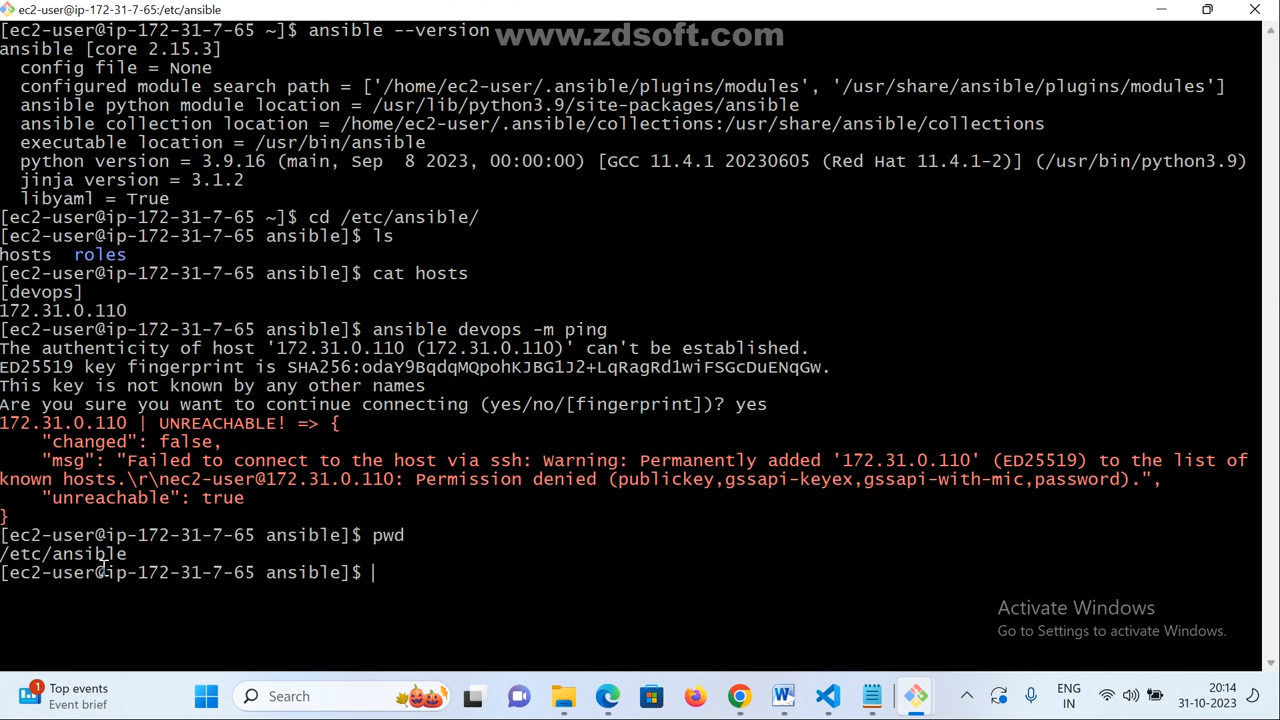 ec2-user@ip-172-31-7-65:/etc/ansible
[ec2-user@ip-172-31-7-65 ~]$ ansible --version
www.zdsoft.com
ansible [core 2.15.3]
  config file = None
  configured module search path = ['/home/ec2-user/.ansible/plugins/modules', '/usr/share/ansible/plugins/modules']
  ansible python module location = /usr/lib/python3.9/site-packages/ansible
  ansible collection location = /home/ec2-user/.ansible/collections:/usr/share/ansible/collections
  executable location = /usr/bin/ansible
  python version = 3.9.16 (main, Sep  8 2023, 00:00:00) [GCC 11.4.1 20230605 (Red Hat 11.4.1-2)] (/usr/bin/python3.9)
  jinja version = 3.1.2
  libyaml = True
[ec2-user@ip-172-31-7-65 ~]$ cd /etc/ansible/
[ec2-user@ip-172-31-7-65 ansible]$ ls
hosts  roles
[ec2-user@ip-172-31-7-65 ansible]$ cat hosts
[devops]
172.31.0.110
[ec2-user@ip-172-31-7-65 ansible]$ ansible devops -m ping
The authenticity of host '172.31.0.110 (172.31.0.110)' can't be established.
ED25519 key fingerprint is SHA256:odaY9BqdqMQpohKJBG1J2+LqRagRd1wiFSGcDuENqGw.
This key is not known by any other names
Are you sure you want to continue connecting (yes/no/[fingerprint])? yes
172.31.0.110 | UNREACHABLE! => {
    "changed": false,
    "msg": "Failed to connect to the host via ssh: Warning: Permanently added '172.31.0.110' (ED25519) to the list of
known hosts.\r\nec2-user@172.31.0.110: Permission denied (publickey,gssapi-keyex,gssapi-with-mic,password).",
    "unreachable": true
}
[ec2-user@ip-172-31-7-65 ansible]$ pwd
/etc/ansible
[ec2-user@ip-172-31-7-65 ansible]$
Activate Windows
Go to Settings to activate Windows.
1
Top events
Event brief
Search
ENG
IN
20:14
31-10-2023